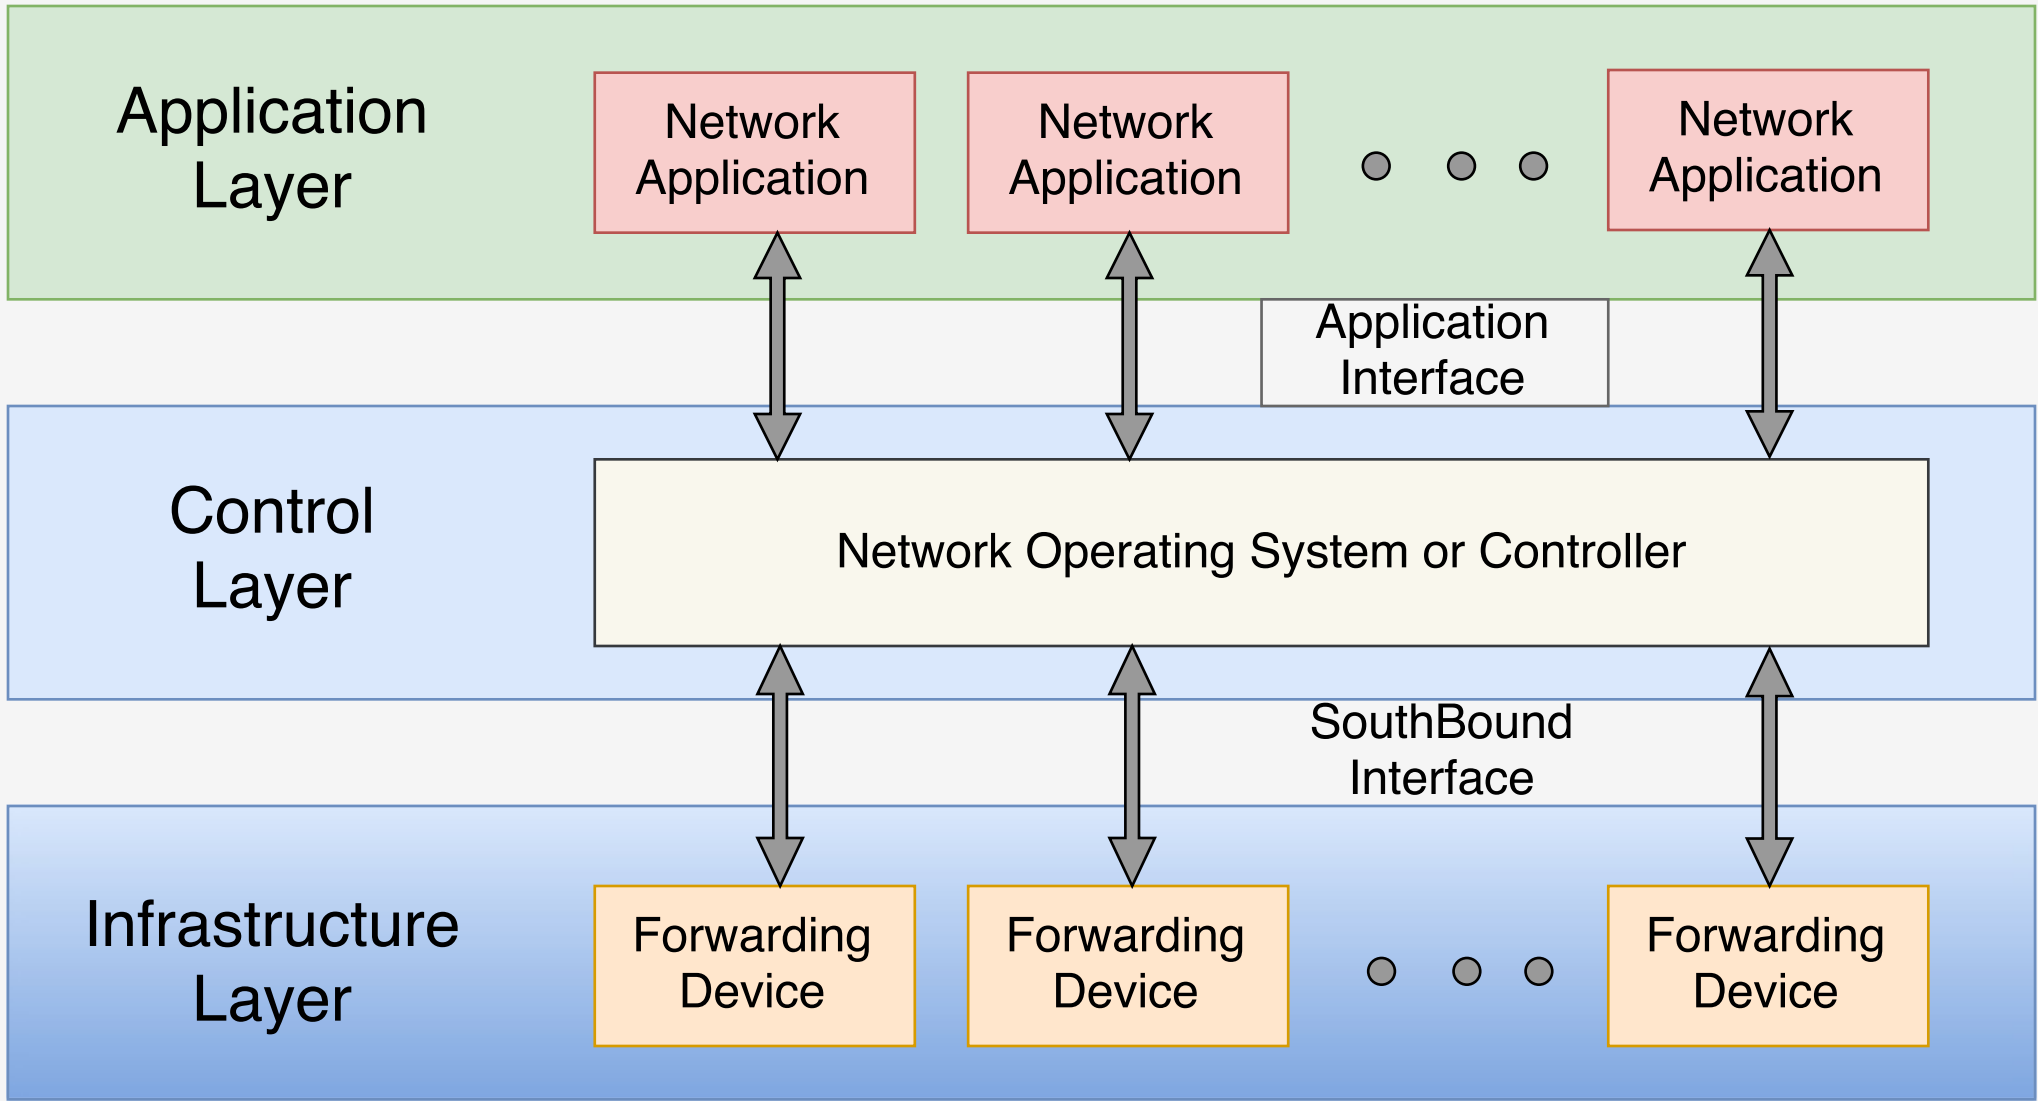 Application
Layer
Network
Application
Network
Application
Network
Application
Application
Interface
Control
Layer
Network Operating System or Controller
SouthBound
Interface
Infrastructure
Layer
Forwarding
Device
Forwarding
Device
Forwarding
Device